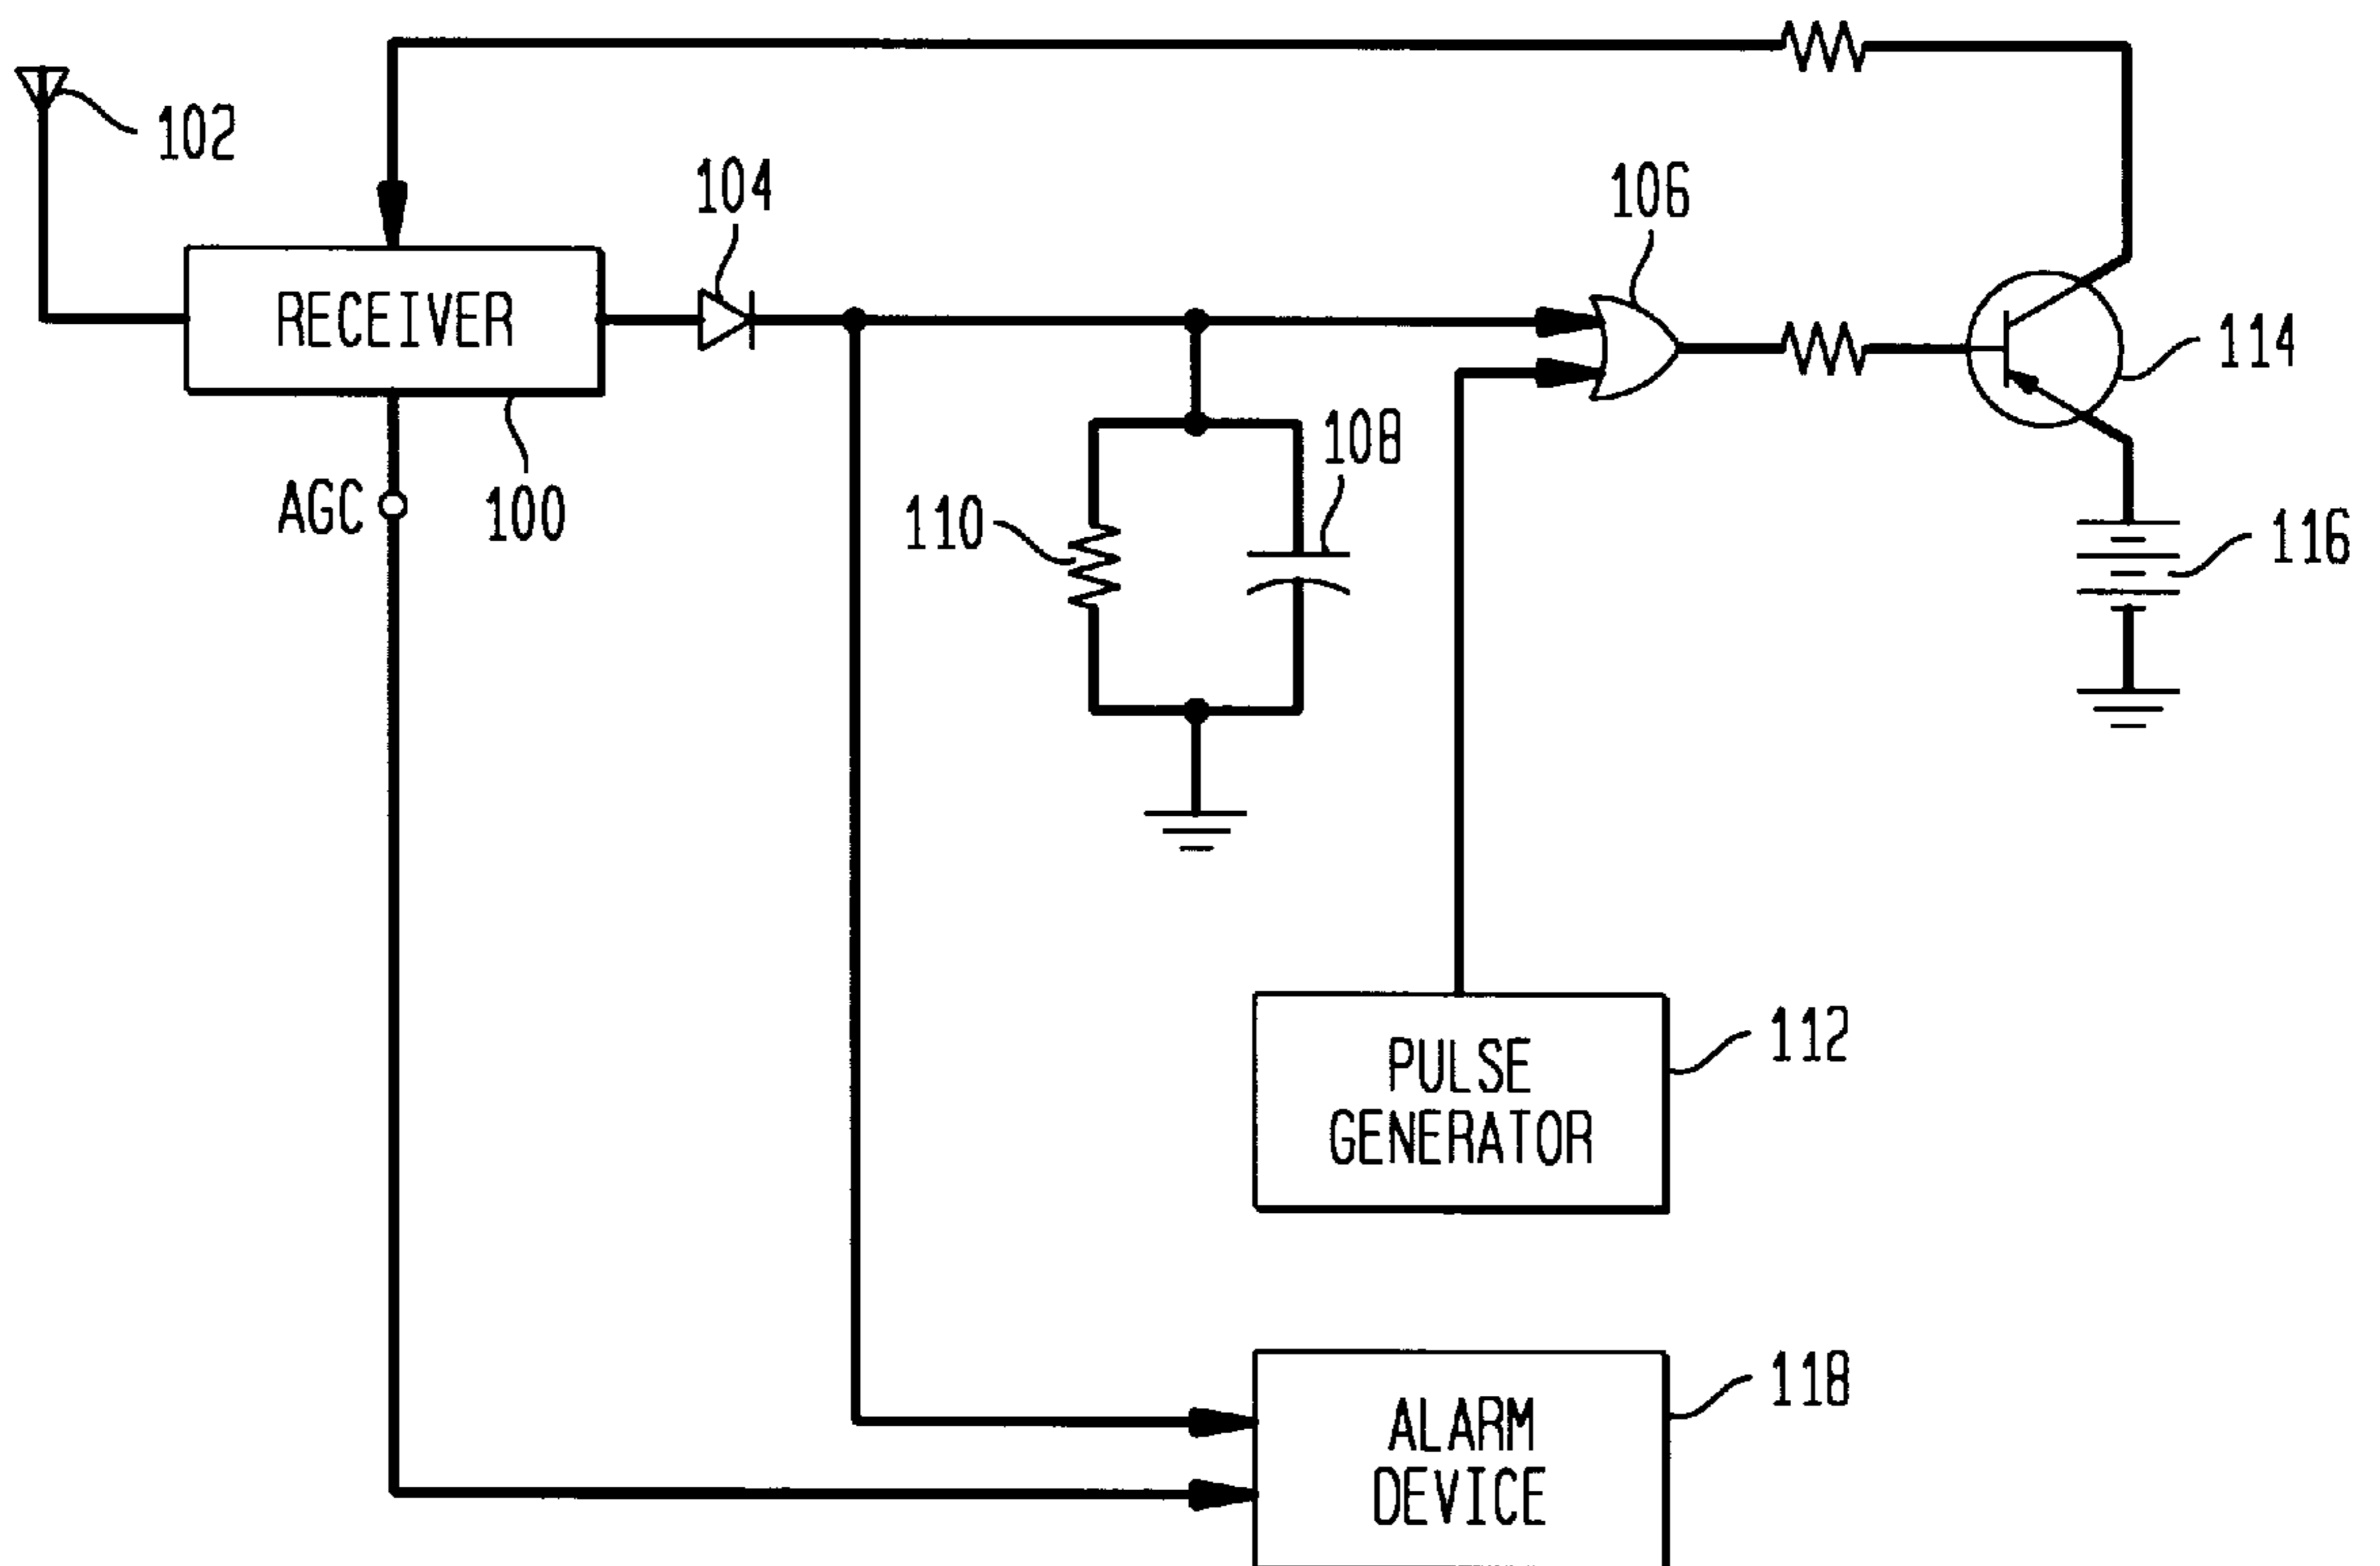 102
104
106
RECEIVER
114
108
AGC
100
110
116
PULSE
GENERATOR
112
ALARM
DEVICE
118